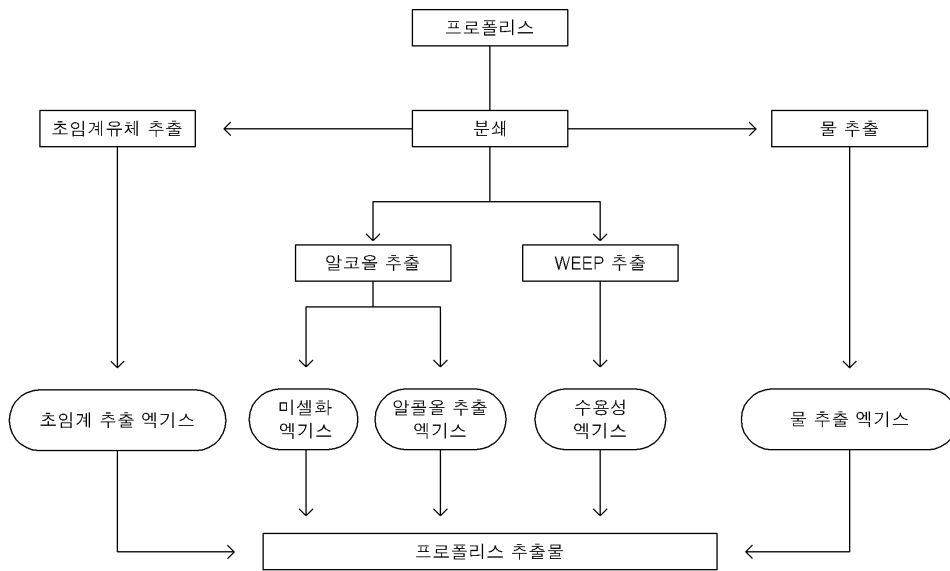 프로폴리스
초임계유체 추출
분쇄
물 추출
알코올 추출
WEEP 추출
초임계 추출 엑기스
미셀화
엑기스
알콜올 추출
엑기스
수용성
엑기스
물 추출 엑기스
프로폴리스 추출물